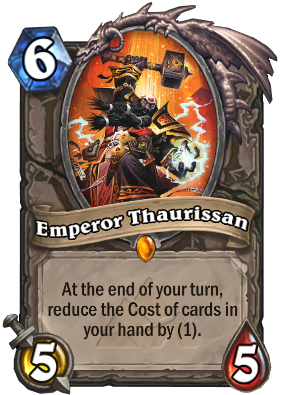 6
Emperor Thaurissan
At the end of your turn,
reduce the Cost of cards in
your hand by (1).
5 5